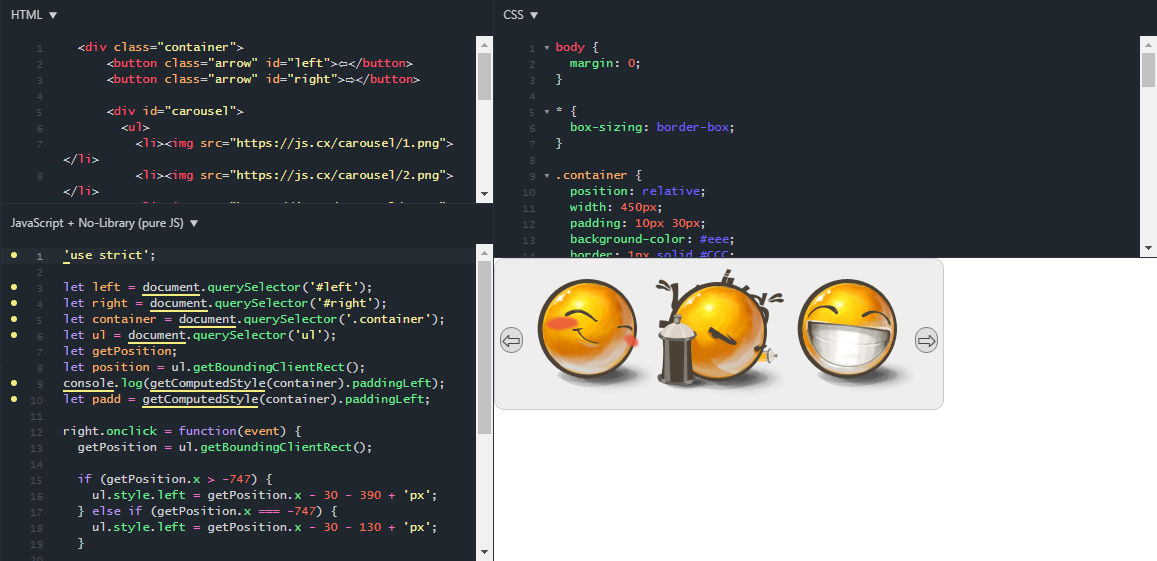 HTML ▼
1 <div class="container">
2 <button class="arrow" id="left">⇦</button>
3 <button class="arrow" id="right">⇨</button>
4
5 <div id="carousel">
6 <ul>
7 <li><img src="https://js.cx/carousel/1.png">
</li>
8 <li><img src="https://js.cx/carousel/2.png">
</li>
JavaScript + No-Library (pure JS) ▼
1 'use strict';
2
3 let left = document.querySelector('#left');
4 let right = document.querySelector('#right');
5 let container = document.querySelector('.container');
6 let ul = document.querySelector('ul');
7 let getPosition;
8 let position = ul.getBoundingClientRect();
9 console.log(getComputedStyle(container).paddingLeft);
10 let padd = getComputedStyle(container).paddingLeft;
11
12 right.onclick = function(event) {
13 getPosition = ul.getBoundingClientRect();
14
15 if (getPosition.x > -747) {
16 ul.style.left = getPosition.x - 30 - 390 + 'px';
17 } else if (getPosition.x === -747) {
18 ul.style.left = getPosition.x - 30 - 130 + 'px';
19 }
20
CSS ▼
1 body {
2 margin: 0;
3 }
4
5 * {
6 box-sizing: border-box;
7 }
8
9 .container {
10 position: relative;
11 width: 450px;
12 padding: 10px 30px;
13 background-color: #eee;
14 border: 1px solid #CCC;
⇦
⇨